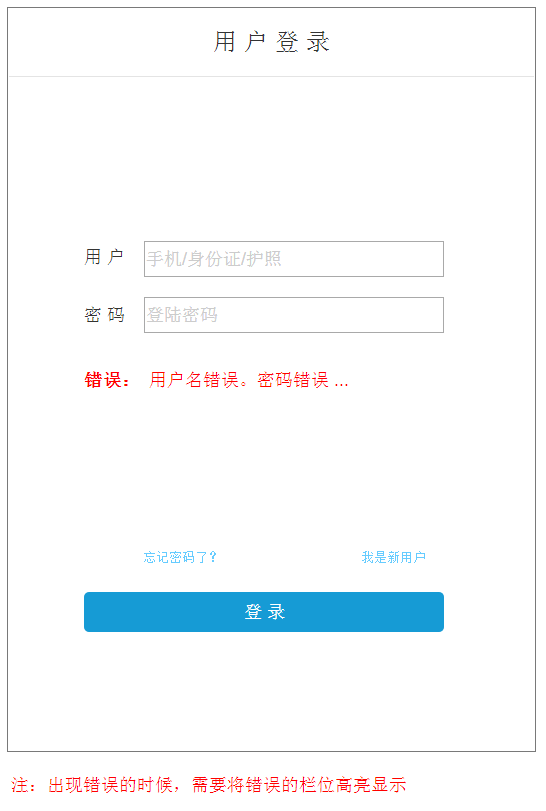 用 户 登 录
用 户 手机/身份证/护照
密 码 登陆密码
错误： 用户名错误。密码错误 ...
忘记密码了？ 我是新用户
登 录
注：出现错误的时候，需要将错误的栏位高亮显示